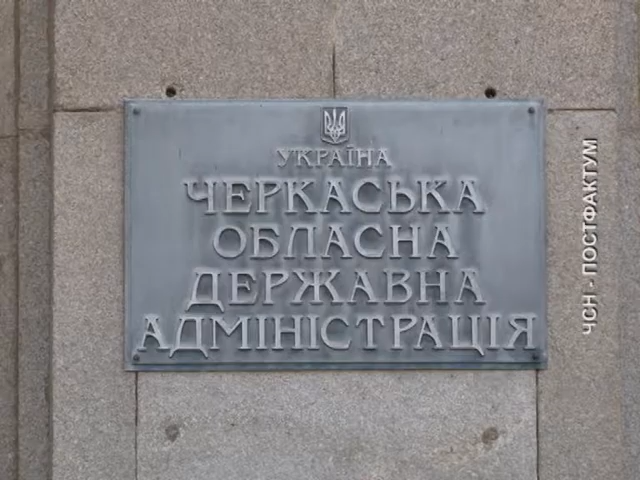 УКРАЇНА
ЧЕРКАСЬКА
ОБЛАСНА
ДЕРЖАВНА
АДМІНІСТРАЦІЯ
ЧСН - ПОСТФАКТУМ